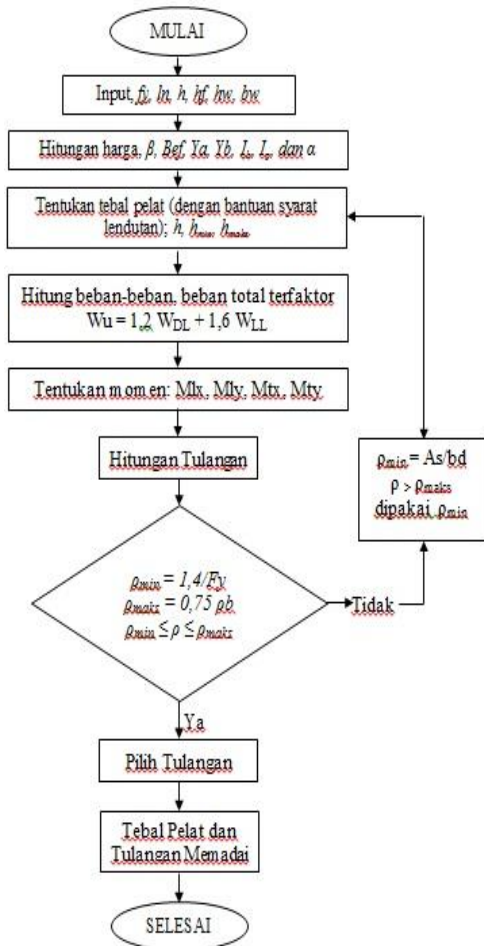 MULAI
Input, fy, ln, h, hf, hw, bw
Hitungan harga, β, Bef, Ya, Yb, dan α
Tentukan tebal pelat (dengan bantuan syarat
lendutan); h, hmin, hmaks
Hitung beban-beban, beban total terfaktor
Wu = 1,2 WDL + 1,6 WLL
Tentukan momen: Mlx, Mly, Mtx, Mty
Hitungan Tulangan
ρmin = As/bd
ρ > ρmaks
dipakai ρmin
ρmin = 1,4/Fy
ρmaks = 0,75 ρb
ρmin ≤ ρ ≤ ρmaks
Tidak
Ya
Pilih Tulangan
Tebal Pelat dan
Tulangan Memadai
SELESAI